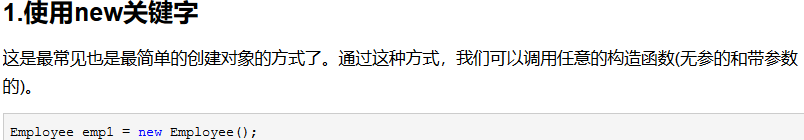 1.使用new关键字
这是最常见也是最简单的创建对象的方式了。通过这种方式，我们可以调用任意的构造函数(无参的和带参数
的)。
Employee emp1 = new Employee();